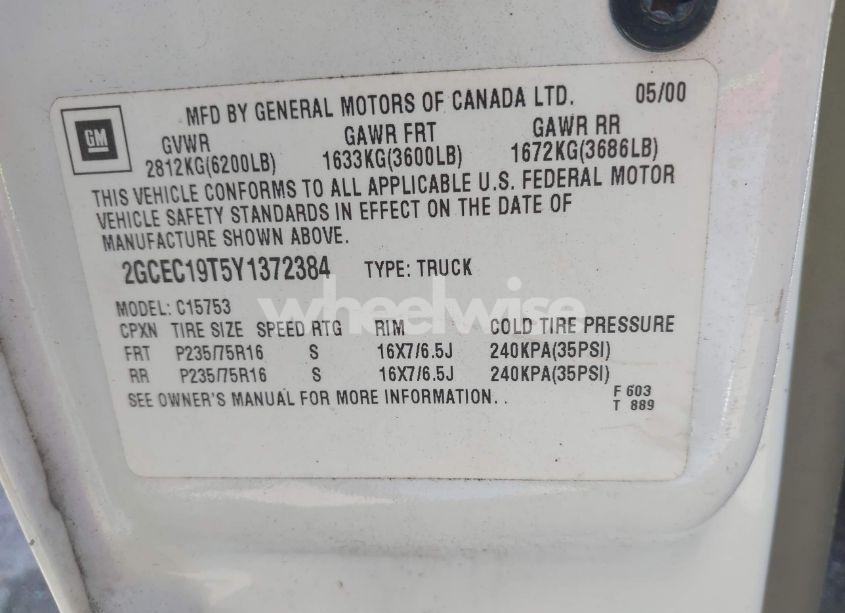 GM
MFD BY GENERAL MOTORS OF CANADA LTD. 05/00
GVWR GAWR FRT GAWR RR
2812KG(6200LB) 1633KG(3600LB) 1672KG(3686LB)
THIS VEHICLE CONFORMS TO ALL APPLICABLE U.S. FEDERAL MOTOR
VEHICLE SAFETY STANDARDS IN EFFECT ON THE DATE OF
MANUFACTURE SHOWN ABOVE.
2GCEC19T5Y1372384 TYPE: TRUCK
wheelwise
MODEL: C15753
CPXN TIRE SIZE SPEED RTG RIM COLD TIRE PRESSURE
FRT P235/75R16 S 16X7/6.5J 240KPA(35PSI)
RR P235/75R16 S 16X7/6.5J 240KPA(35PSI)
SEE OWNER'S MANUAL FOR MORE INFORMATION..
F 603
T 889